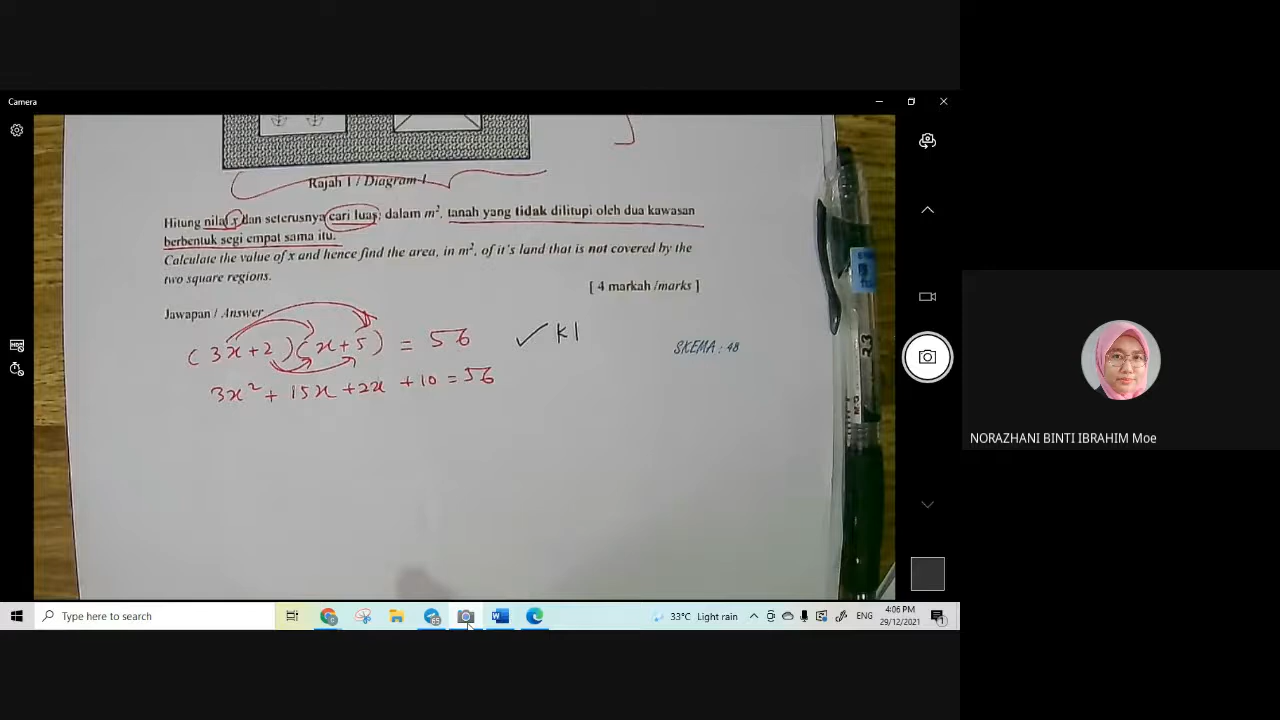 Camera
Rajah 1 / Diagram 1
Hitung nilai x dan seterusnya cari luas, dalam m², tanah yang tidak dilitupi oleh dua kawasan
berbentuk segi empat sama itu.
Calculate the value of x and hence find the area, in m², of it's land that is not covered by the
two square regions.
[ 4 markah /marks ]
Jawapan / Answer
(3x+2)(x+5) = 56 ✓ K1
SKEMA : 48
3x² + 15x + 2x + 10 = 56
NORAZHANI BINTI IBRAHIM Moe
Type here to search
33°C Light rain
ENG
4:06 PM
29/12/2021